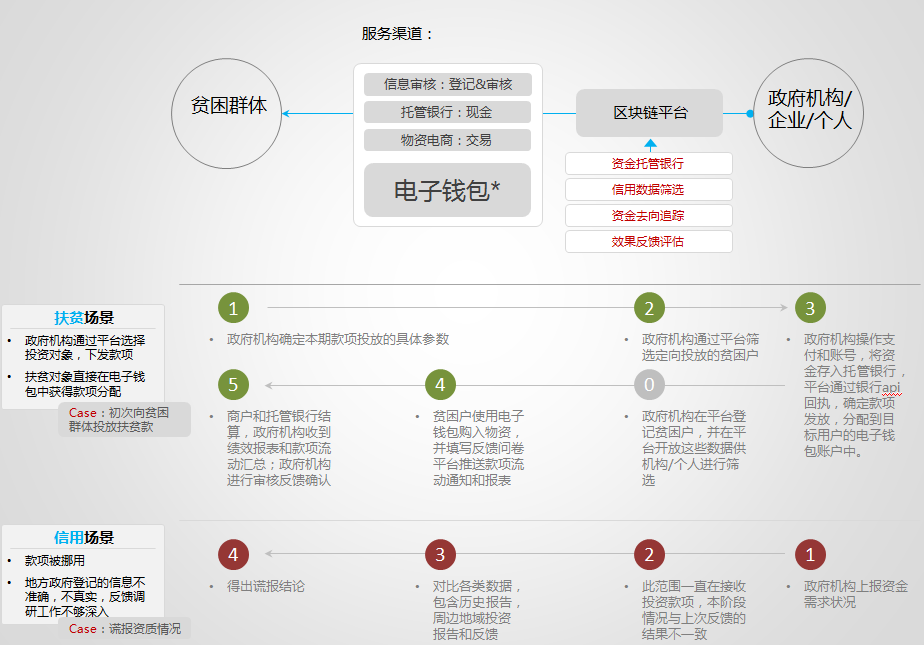 服务渠道：
贫困群体
信息审核：登记&审核
托管银行：现金
物资电商：交易
电子钱包*
区块链平台
政府机构/
企业/个人
资金托管银行
信用数据筛选
资金去向追踪
效果反馈评估
扶贫场景
• 政府机构通过平台选择
投资对象，下发款项
• 扶贫对象直接在电子钱
包中获得款项分配
Case：初次向贫困
群体投放扶贫款
1
• 政府机构确定本期款项投放的具体参数
2
• 政府机构通过平台筛
选定向投放的贫困户
3
• 政府机构操作支
付和账号，将资
金存入托管银行，
平台通过银行api
回执，确定款项
发放，分配到目
标用户的电子钱
包账户中。
5
• 商户和托管银行结
算，政府机构收到
绩效报表和款项流
动汇总；政府机构
进行审核反馈确认
4
• 贫困户使用电子
钱包购入物资，
并填写反馈问卷
平台推送款项流
动通知和报表
0
• 政府机构在平台登
记贫困户，并在平
台开放这些数据供
机构/个人进行筛
选
信用场景
• 款项被挪用
• 地方政府登记的信息不
准确，不真实，反馈调
研工作不够深入
Case：谎报资质情况
4
• 得出谎报结论
3
• 对比各类数据，
包含历史报告，
周边地域投资
报告和反馈
2
• 此范围一直在接收
投资款项，本阶段
情况与上次反馈的
结果不一致
1
• 政府机构上报资金
需求状况